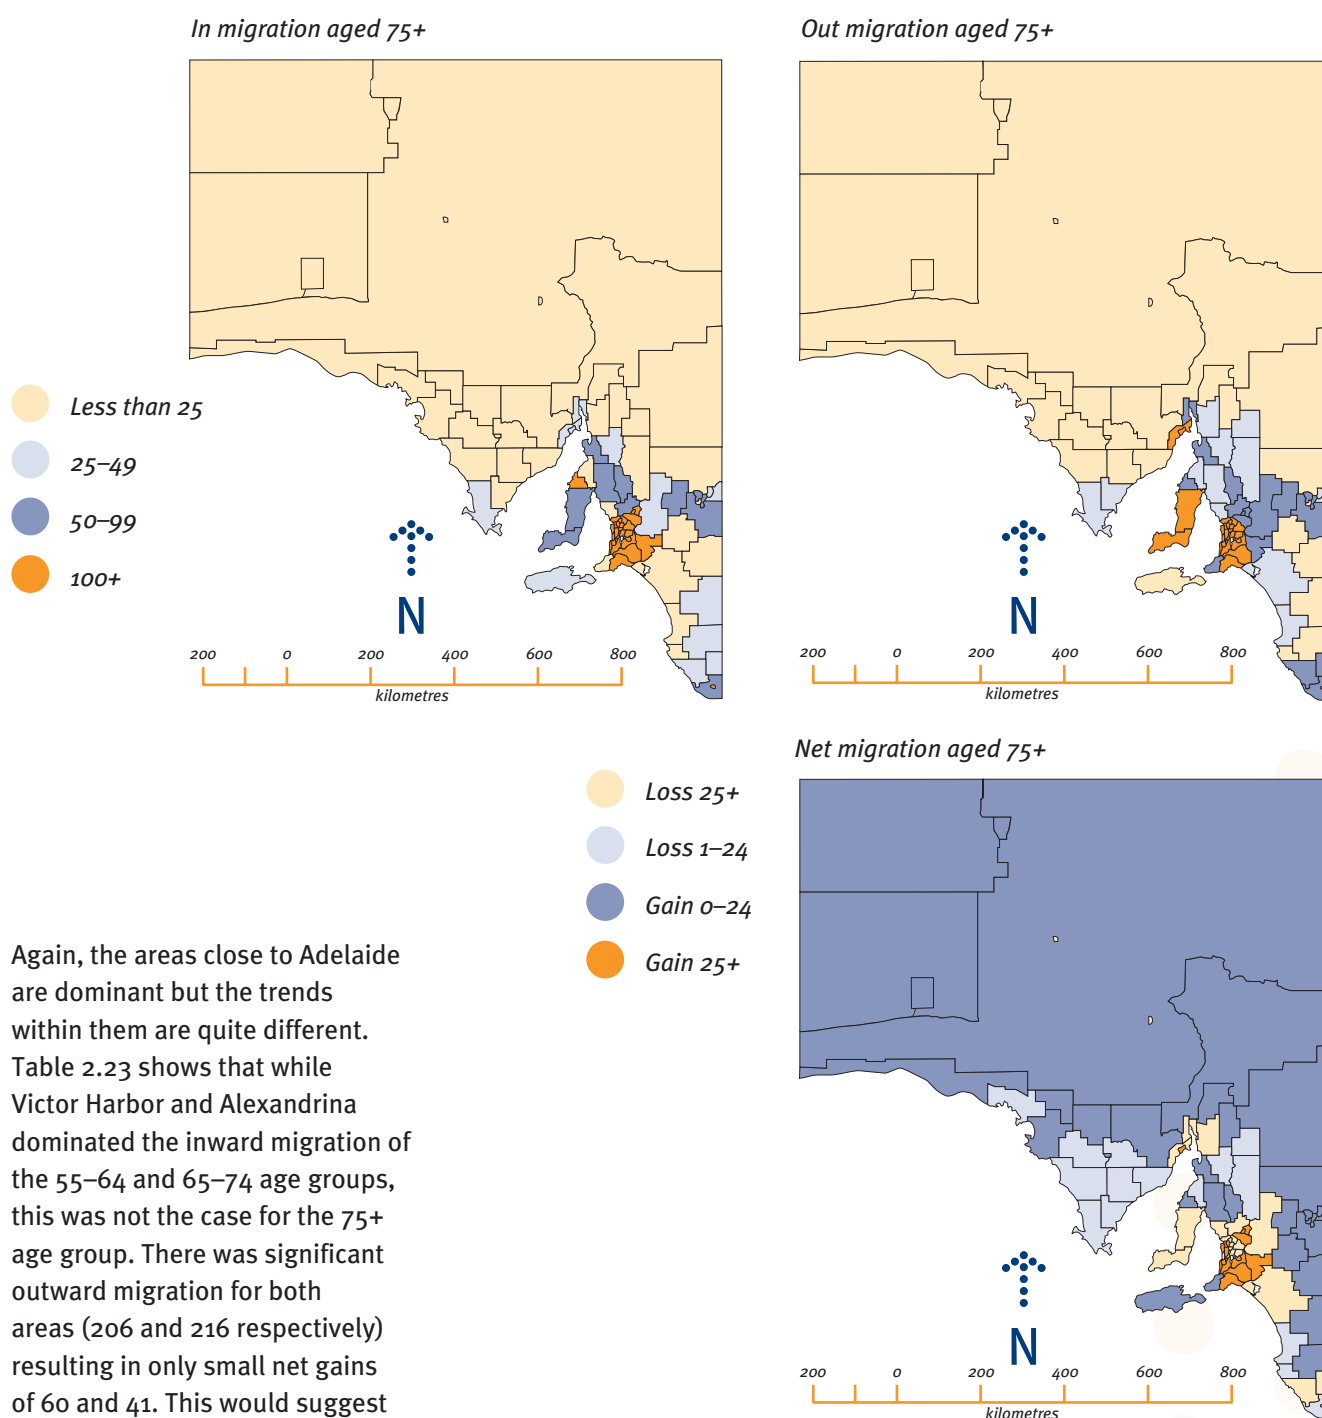 In migration aged 75+
Out migration aged 75+
Less than 25
25–49
50–99
100+
N
200 0 200 400 600 800
kilometres
N
200 0 200 400 600 800
kilometres
Net migration aged 75+
Loss 25+
Loss 1–24
Gain 0–24
Gain 25+
N
200 0 200 400 600 800
kilometres
Again, the areas close to Adelaide
are dominant but the trends
within them are quite different.
Table 2.23 shows that while
Victor Harbor and Alexandrina
dominated the inward migration of
the 55–64 and 65–74 age groups,
this was not the case for the 75+
age group. There was significant
outward migration for both
areas (206 and 216 respectively)
resulting in only small net gains
of 60 and 41. This would suggest